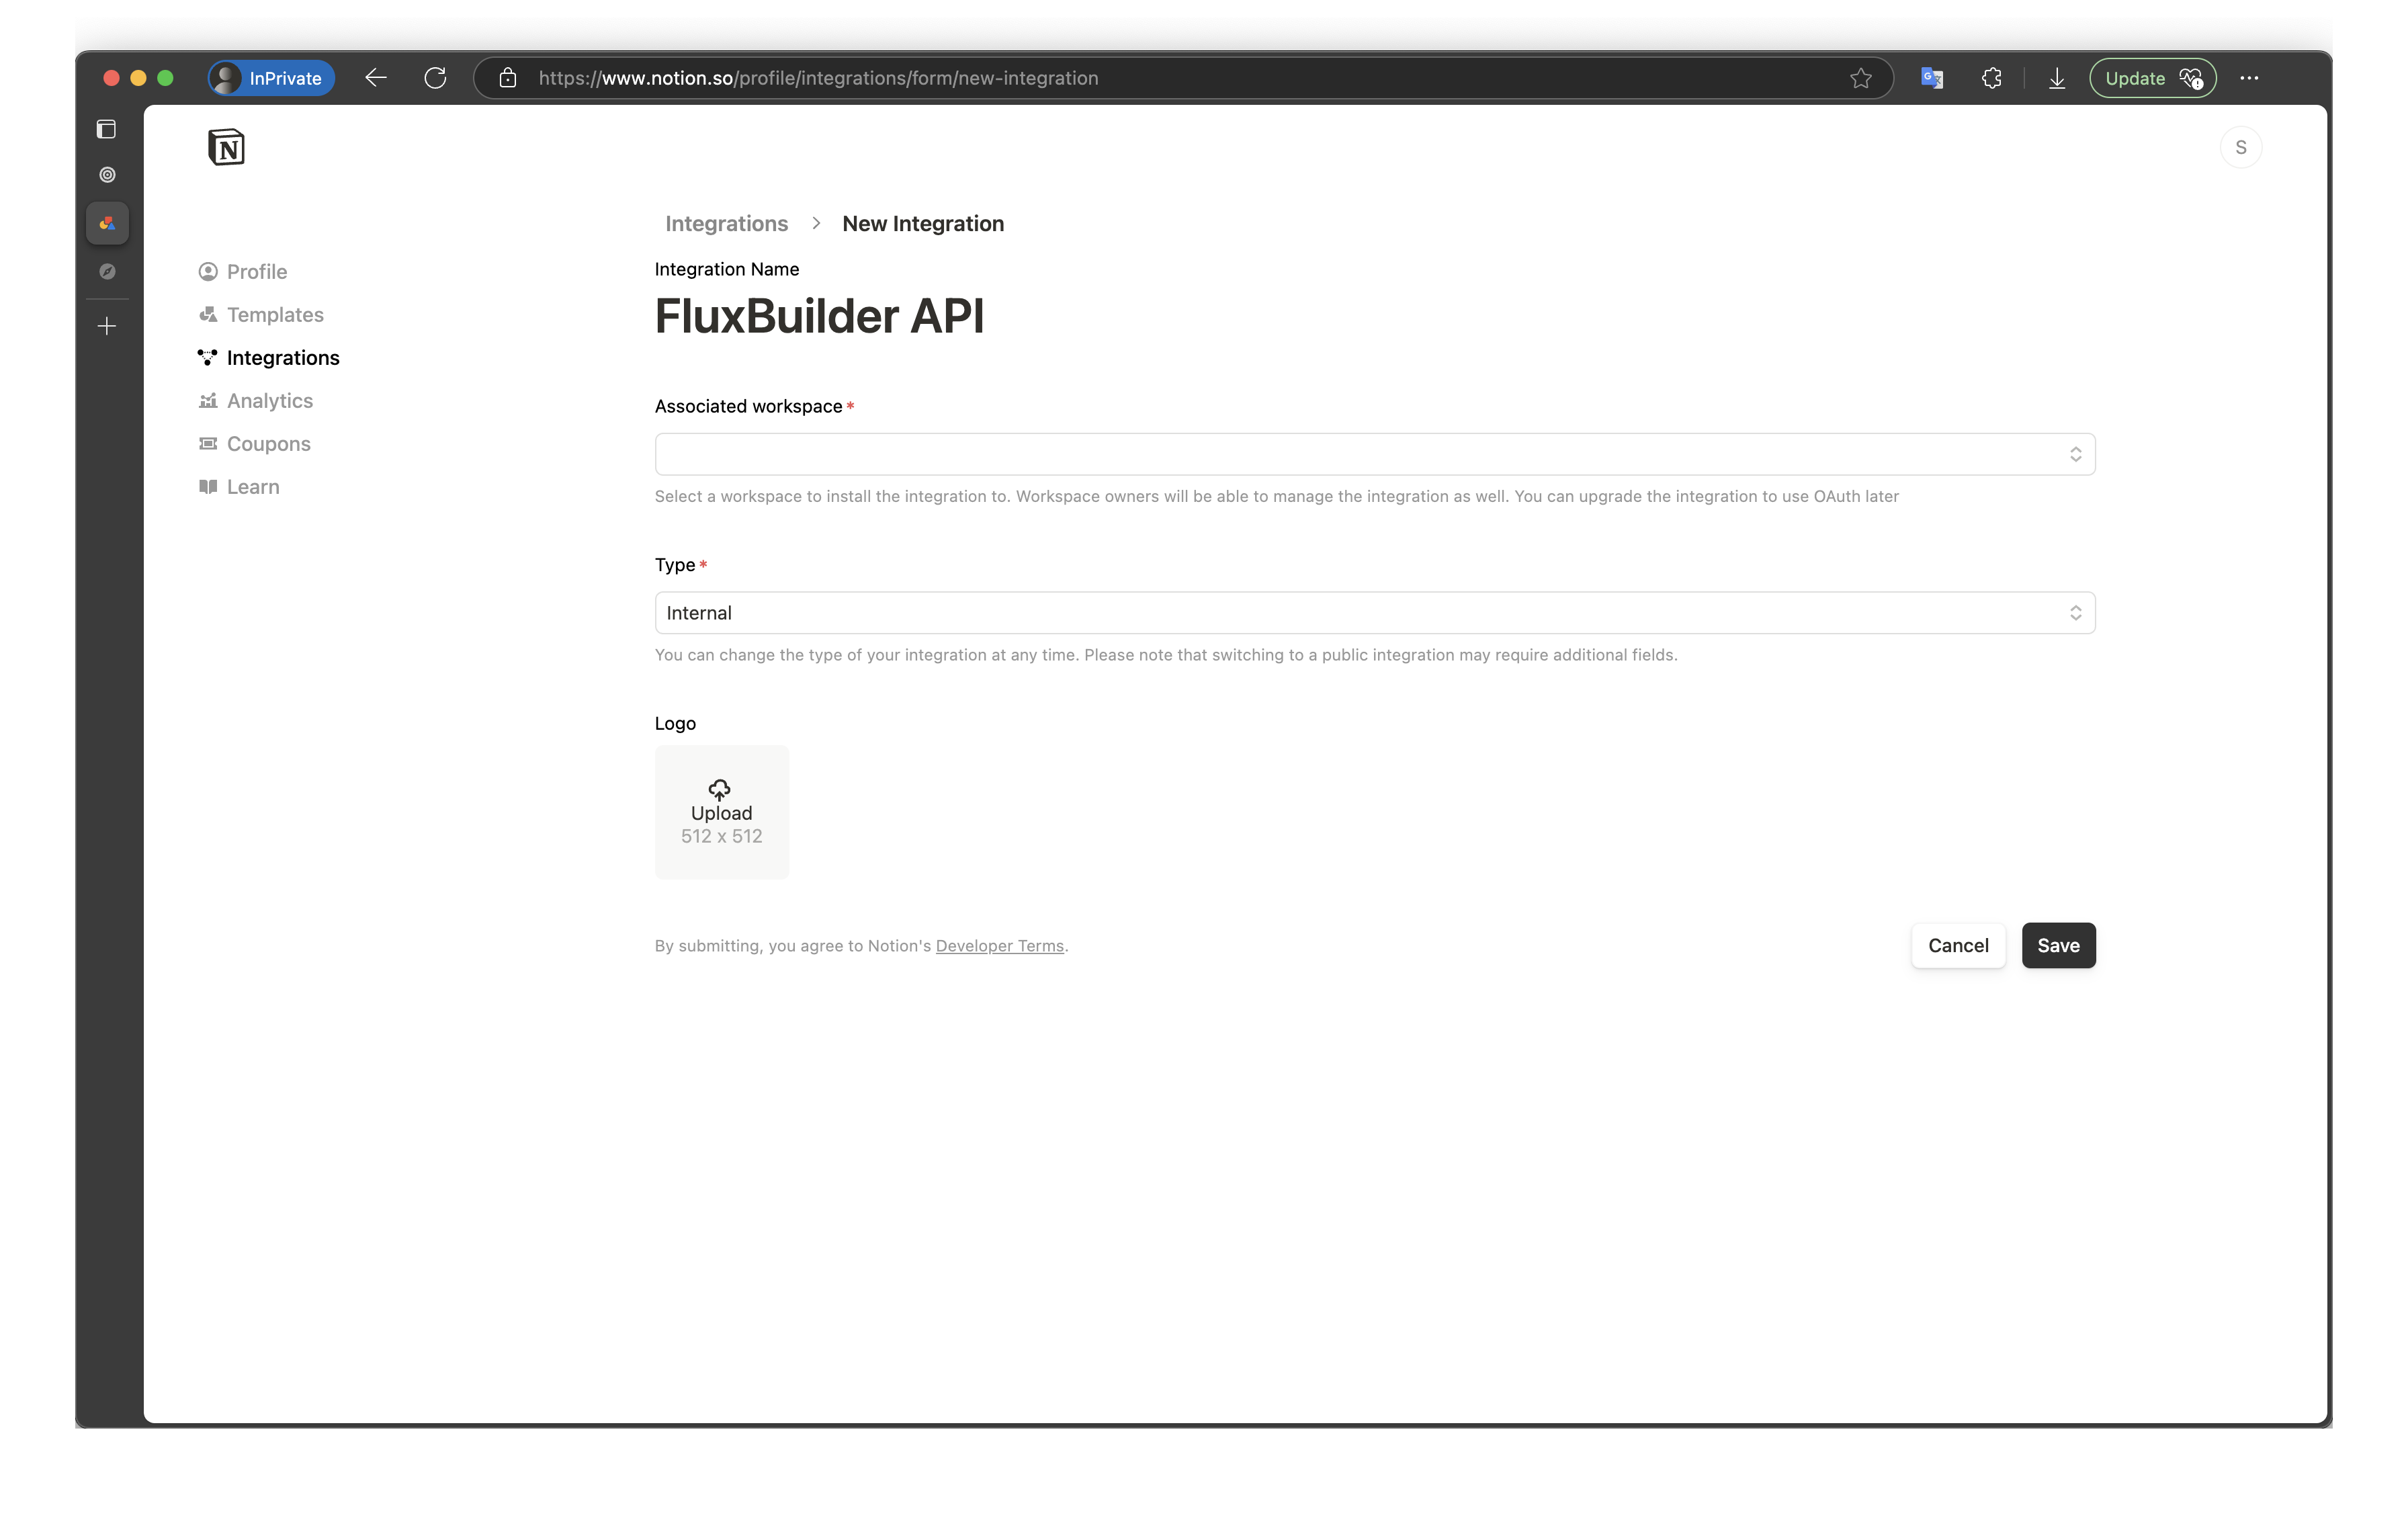 InPrivate
https://www.notion.so/profile/integrations/form/new-integration
Update
N
S
Integrations > New Integration
Profile
Templates
Integrations
Analytics
Coupons
Learn
Integration Name
FluxBuilder API
Associated workspace *
Select a workspace to install the integration to. Workspace owners will be able to manage the integration as well. You can upgrade the integration to use OAuth later
Type *
Internal
You can change the type of your integration at any time. Please note that switching to a public integration may require additional fields.
Logo
Upload
512 x 512
By submitting, you agree to Notion's Developer Terms.
Cancel
Save